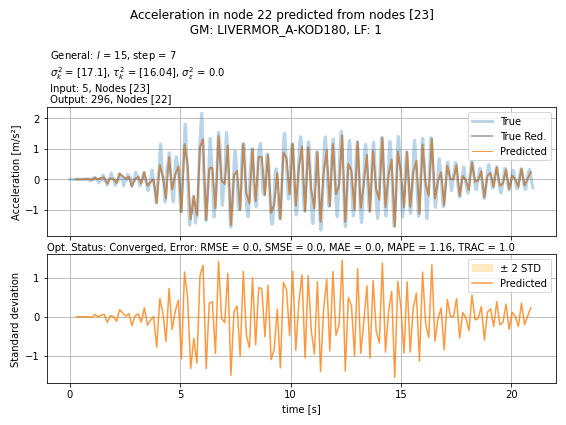 Acceleration in node 22 predicted from nodes [23]
GM: LIVERMOR_A-KOD180, LF: 1
General: l = 15, step = 7
σ²ₖ = [17.1], τ²ₖ = [16.04], σ²_ε = 0.0
Input: 5, Nodes [23]
Output: 296, Nodes [22]
2
1
0
−1
Acceleration [m/s²]
True
True Red.
Predicted
Opt. Status: Converged, Error: RMSE = 0.0, SMSE = 0.0, MAE = 0.0, MAPE = 1.16, TRAC = 1.0
1
0
−1
Standard deviation
± 2 STD
Predicted
0 5 10 15 20
time [s]